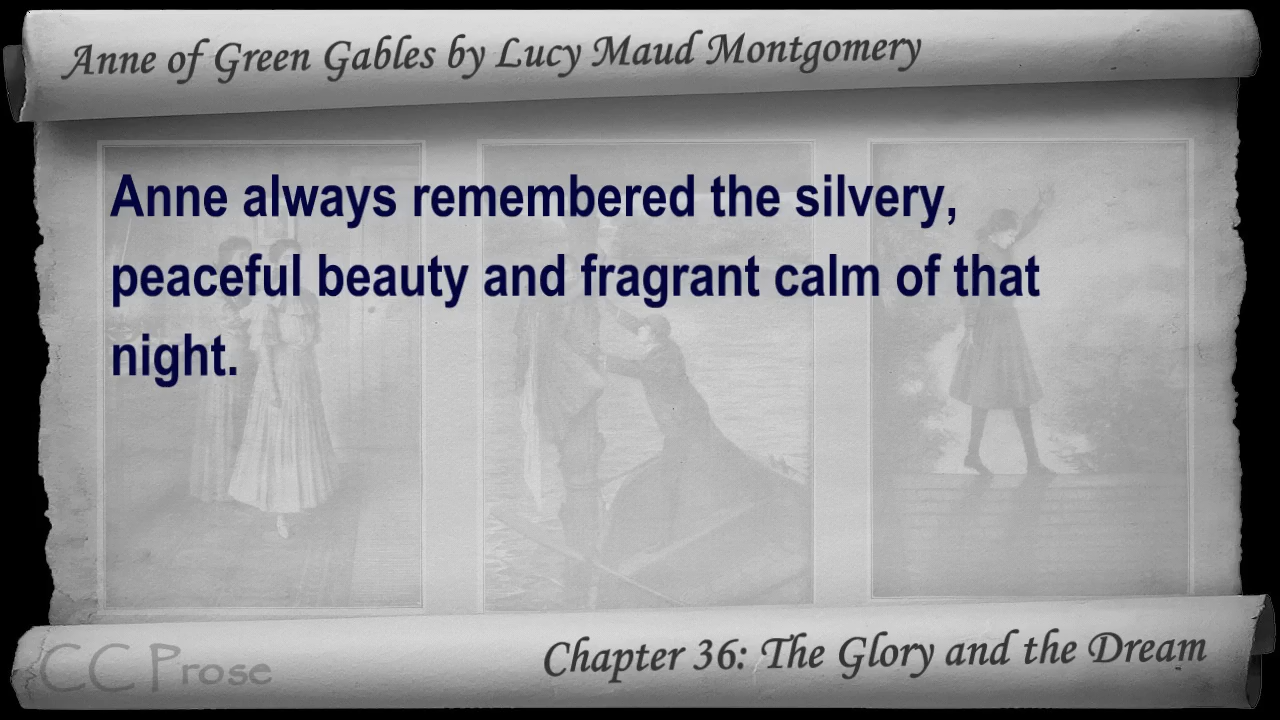 Anne of Green Gables by Lucy Maud Montgomery
Anne always remembered the silvery,
peaceful beauty and fragrant calm of that
night.
CC Prose
Chapter 36: The Glory and the Dream